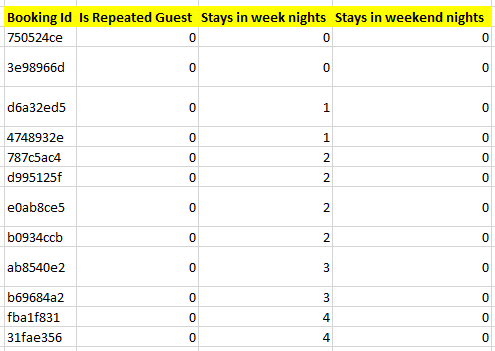 Booking Id Is Repeated Guest Stays in week nights Stays in weekend nights
750524ce 0 0 0
3e98966d 0 0 0
d6a32ed5 0 1 0
4748932e 0 1 0
787c5ac4 0 2 0
d995125f 0 2 0
e0ab8ce5 0 2 0
b0934ccb 0 2 0
ab8540e2 0 3 0
b69684a2 0 3 0
fba1f831 0 4 0
31fae356 0 4 0